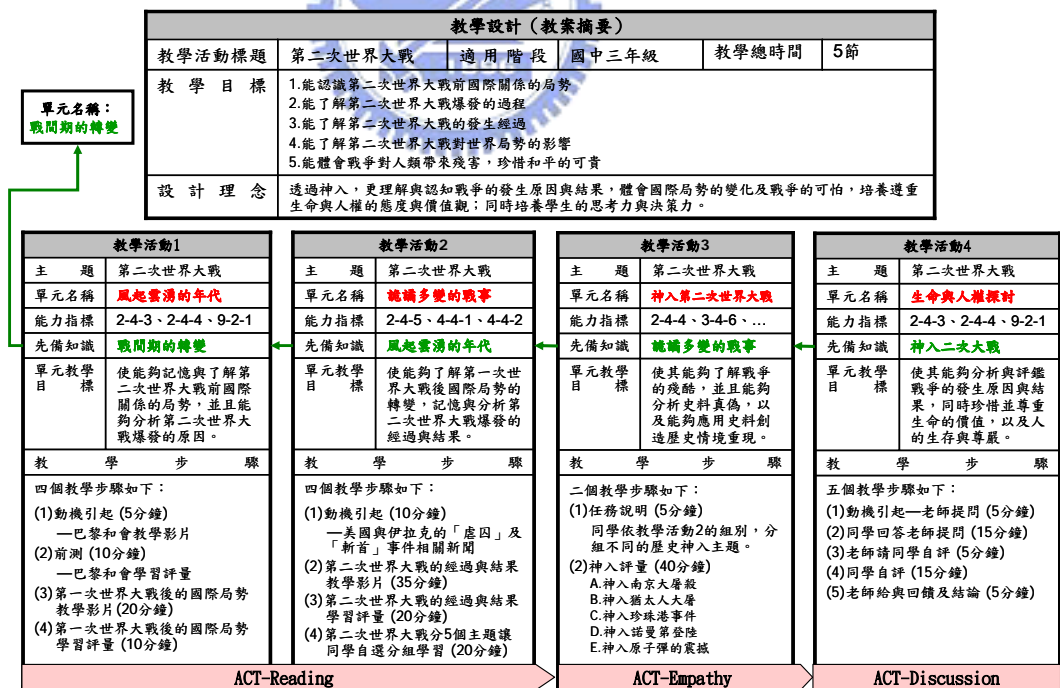 教學設計（教案摘要）
教學活動標題 第二次世界大戰 適用階段 國中三年級 教學總時間 5節
教學目標
1.能認識第二次世界大戰前國際關係的局勢
2.能了解第二次世界大戰爆發的過程
3.能了解第二次世界大戰的發生經過
4.能了解第二次世界大戰對世界局勢的影響
5.能體會戰爭對人類帶來殘害，珍惜和平的可貴
設計理念
透過神入，更理解與認知戰爭的發生原因與結果，體會國際局勢的變化及戰爭的可怕，培養遵重
生命與人權的態度與價值觀；同時培養學生的思考力與決策力。
單元名稱：
戰間期的轉變
教學活動1
主題 第二次世界大戰
單元名稱 風起雲湧的年代
能力指標 2-4-3、2-4-4、9-2-1
先備知識 戰間期的轉變
單元教學
目標
使能夠記憶與了解第
二次世界大戰前國際
關係的局勢，並且能
夠分析第二次世界大
戰爆發的原因。
教學步驟
四個教學步驟如下：
(1)動機引起 (5分鐘)
—巴黎和會教學影片
(2)前測 (10分鐘)
—巴黎和會學習評量
(3)第一次世界大戰後的國際局勢
教學影片(20分鐘)
(4)第一次世界大戰後的國際局勢
學習評量 (10分鐘)
教學活動2
主題 第二次世界大戰
單元名稱 詭譎多變的戰事
能力指標 2-4-5、4-4-1、4-4-2
先備知識 風起雲湧的年代
單元教學
目標
使能夠了解第一次世
界大戰後國際局勢的
轉變，記憶與分析第
二次世界大戰爆發的
經過與結果。
教學步驟
四個教學步驟如下：
(1)動機引起 (10分鐘)
—美國與伊拉克的「虐囚」及
「斬首」事件相關新聞
(2)第二次世界大戰的經過與結果
教學影片 (35分鐘)
(3)第二次世界大戰的經過與結果
學習評量 (20分鐘)
(4)第二次世界大戰分5個主題讓
同學自選分組學習 (20分鐘)
教學活動3
主題 第二次世界大戰
單元名稱 神入第二次世界大戰
能力指標 2-4-4、3-4-6、…
先備知識 詭譎多變的戰事
單元教學
目標
使其能夠了解戰爭
的殘酷，並且能夠
分析史料真偽，以
及能夠應用史料創
造歷史情境重現。
教學步驟
二個教學步驟如下：
(1)任務說明 (5分鐘)
同學依教學活動2的組別，分
組不同的歷史神入主題。
(2)神入評量 (40分鐘)
A.神入南京大屠殺
B.神入猶太人大屠
C.神入珍珠港事件
D.神入諾曼第登陸
E.神入原子彈的震撼
教學活動4
主題 第二次世界大戰
單元名稱 生命與人權探討
能力指標 2-4-3、2-4-4、9-2-1
先備知識 神入二次大戰
單元教學
目標
使其能夠分析與評鑑
戰爭的發生原因與結
果，同時珍惜並尊重
生命的價值，以及人
的生存與尊嚴。
教學步驟
五個教學步驟如下：
(1)動機引起—老師提問 (5分鐘)
(2)同學回答老師提問 (15分鐘)
(3)老師請同學自評 (5分鐘)
(4)同學自評 (15分鐘)
(5)老師給與回饋及結論 (5分鐘)
ACT-Reading
ACT-Empathy
ACT-Discussion